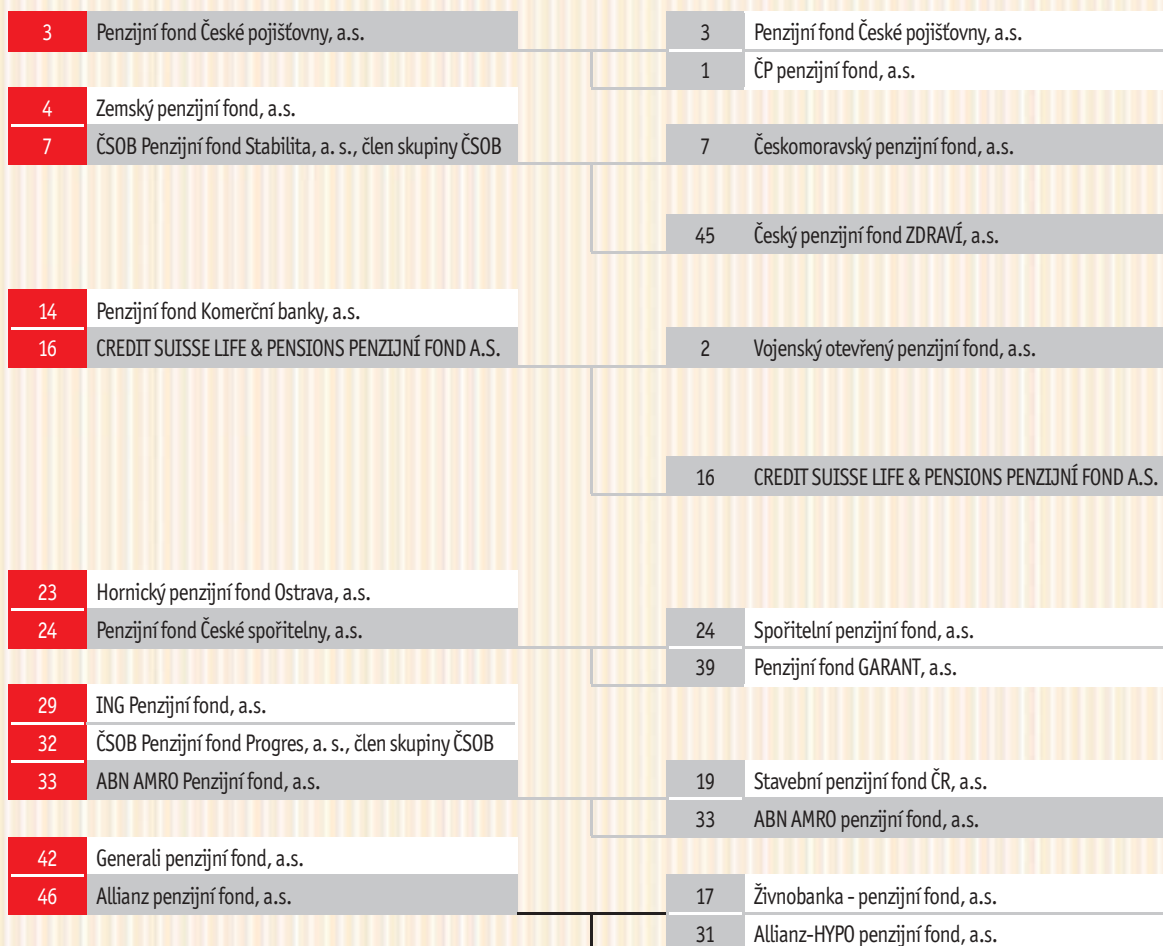 3 Penzijní fond České pojišťovny, a.s. 3 Penzijní fond České pojišťovny, a.s.
1 ČP penzijní fond, a.s.
4 Zemský penzijní fond, a.s.
7 ČSOB Penzijní fond Stabilita, a. s., člen skupiny ČSOB 7 Českomoravský penzijní fond, a.s.
45 Český penzijní fond ZDRAVÍ, a.s.
14 Penzijní fond Komerční banky, a.s.
16 CREDIT SUISSE LIFE & PENSIONS PENZIJNÍ FOND A.S. 2 Vojenský otevřený penzijní fond, a.s.
16 CREDIT SUISSE LIFE & PENSIONS PENZIJNÍ FOND A.S.
23 Hornický penzijní fond Ostrava, a.s.
24 Penzijní fond České spořitelny, a.s. 24 Spořitelní penzijní fond, a.s.
39 Penzijní fond GARANT, a.s.
29 ING Penzijní fond, a.s.
32 ČSOB Penzijní fond Progres, a. s., člen skupiny ČSOB
33 ABN AMRO Penzijní fond, a.s. 19 Stavební penzijní fond ČR, a.s.
33 ABN AMRO penzijní fond, a.s.
42 Generali penzijní fond, a.s.
46 Allianz penzijní fond, a.s. 17 Živnobanka - penzijní fond, a.s.
31 Allianz-HYPO penzijní fond, a.s.